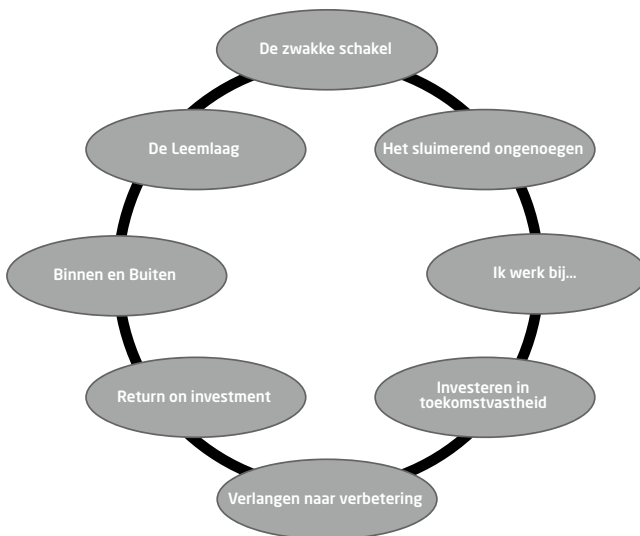 De zwakke schakel
De Leemlaag
Het sluimerend ongenoegen
Binnen en Buiten
Ik werk bij...
Return on investment
Investeren in
toekomstvastheid
Verlangen naar verbetering